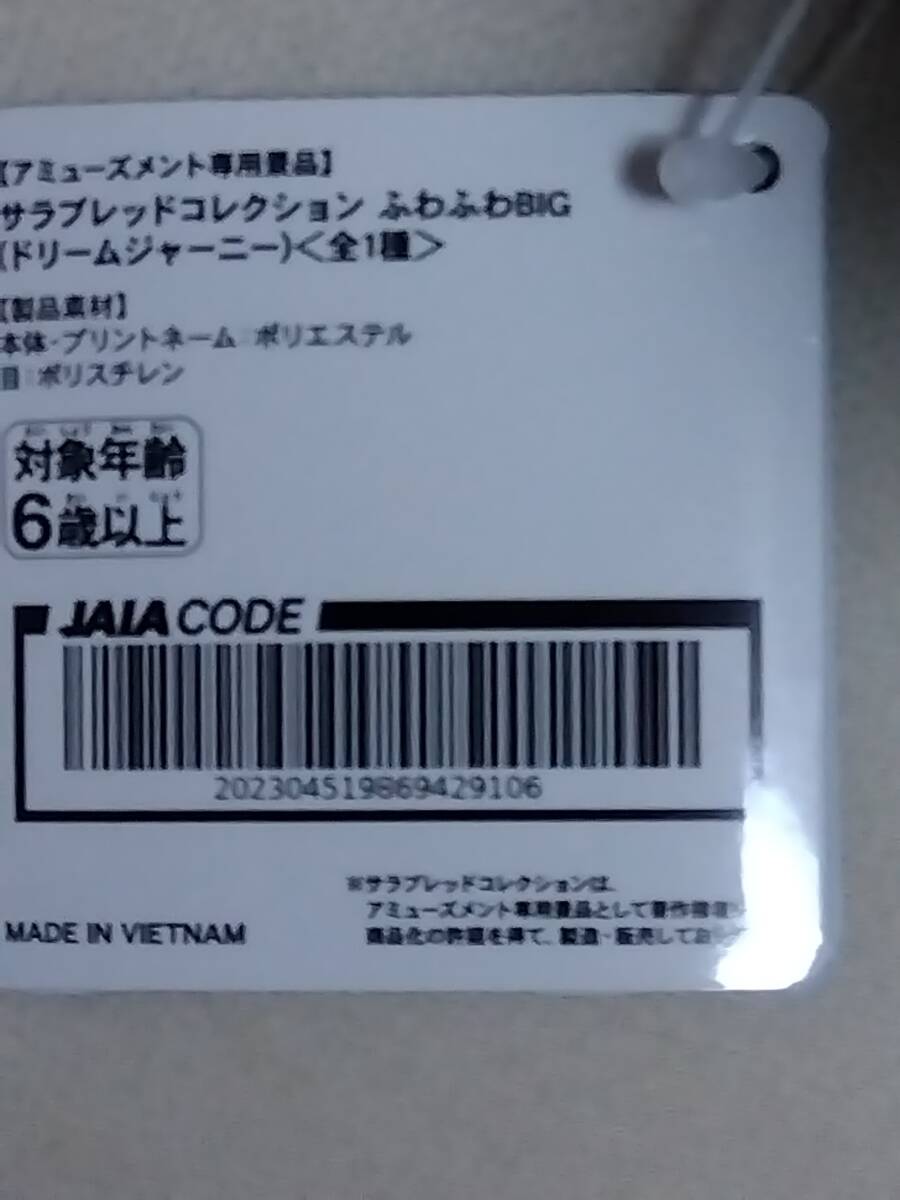 【アミューズメント専用景品】
サラブレッドコレクション ふわふわBIG
(ドリームジャーニー)<全1種>
【製品素材】
本体・プリントネーム：ポリエステル
目：ポリスチレン
対象年齢
6歳以上
JAIA CODE
202304519869429106
※サラブレッドコレクションは、
アミューズメント専用景品として著作権者
商品化の許諾を得て、製造・販売してお
MADE IN VIETNAM